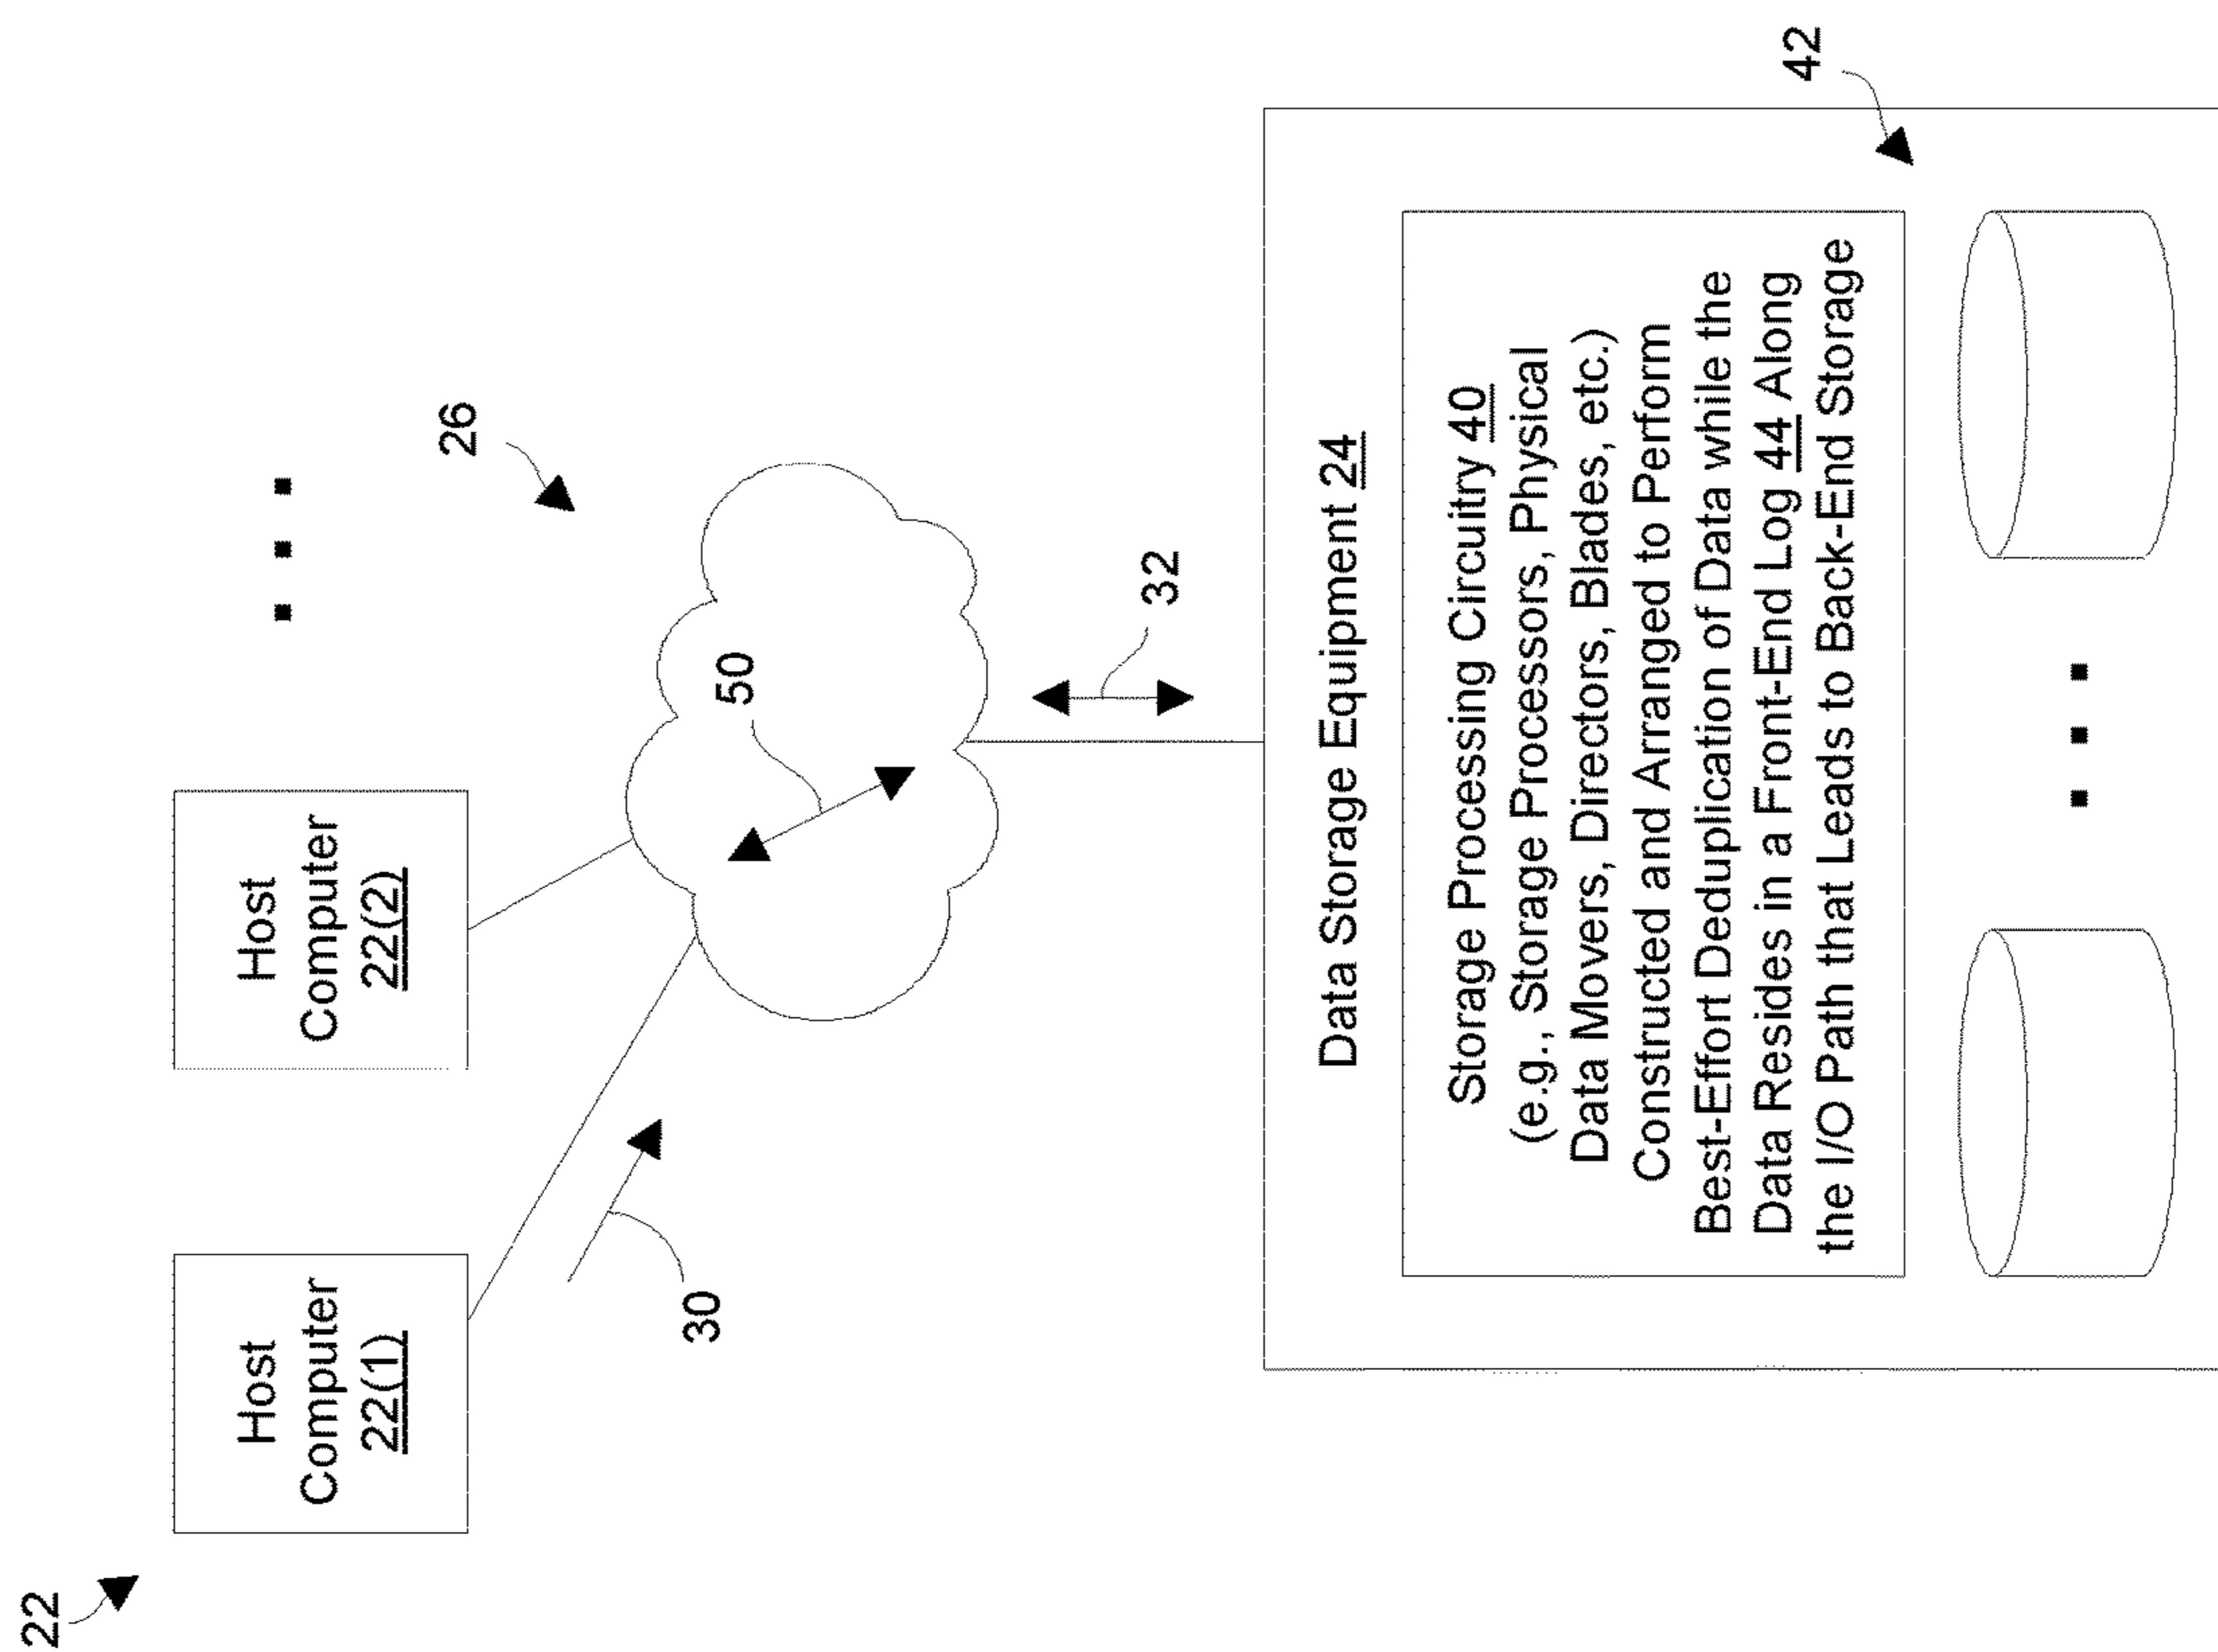 22
Host
Computer
22(1)
Host
Computer
22(2)
30
50
26
32
Data Storage Equipment 24
Storage Processing Circuitry 40
(e.g., Storage Processors, Physical
Data Movers, Directors, Blades, etc.)
Constructed and Arranged to Perform
Best-Effort Deduplication of Data while the
Data Resides in a Front-End Log 44 Along
the I/O Path that Leads to Back-End Storage
42